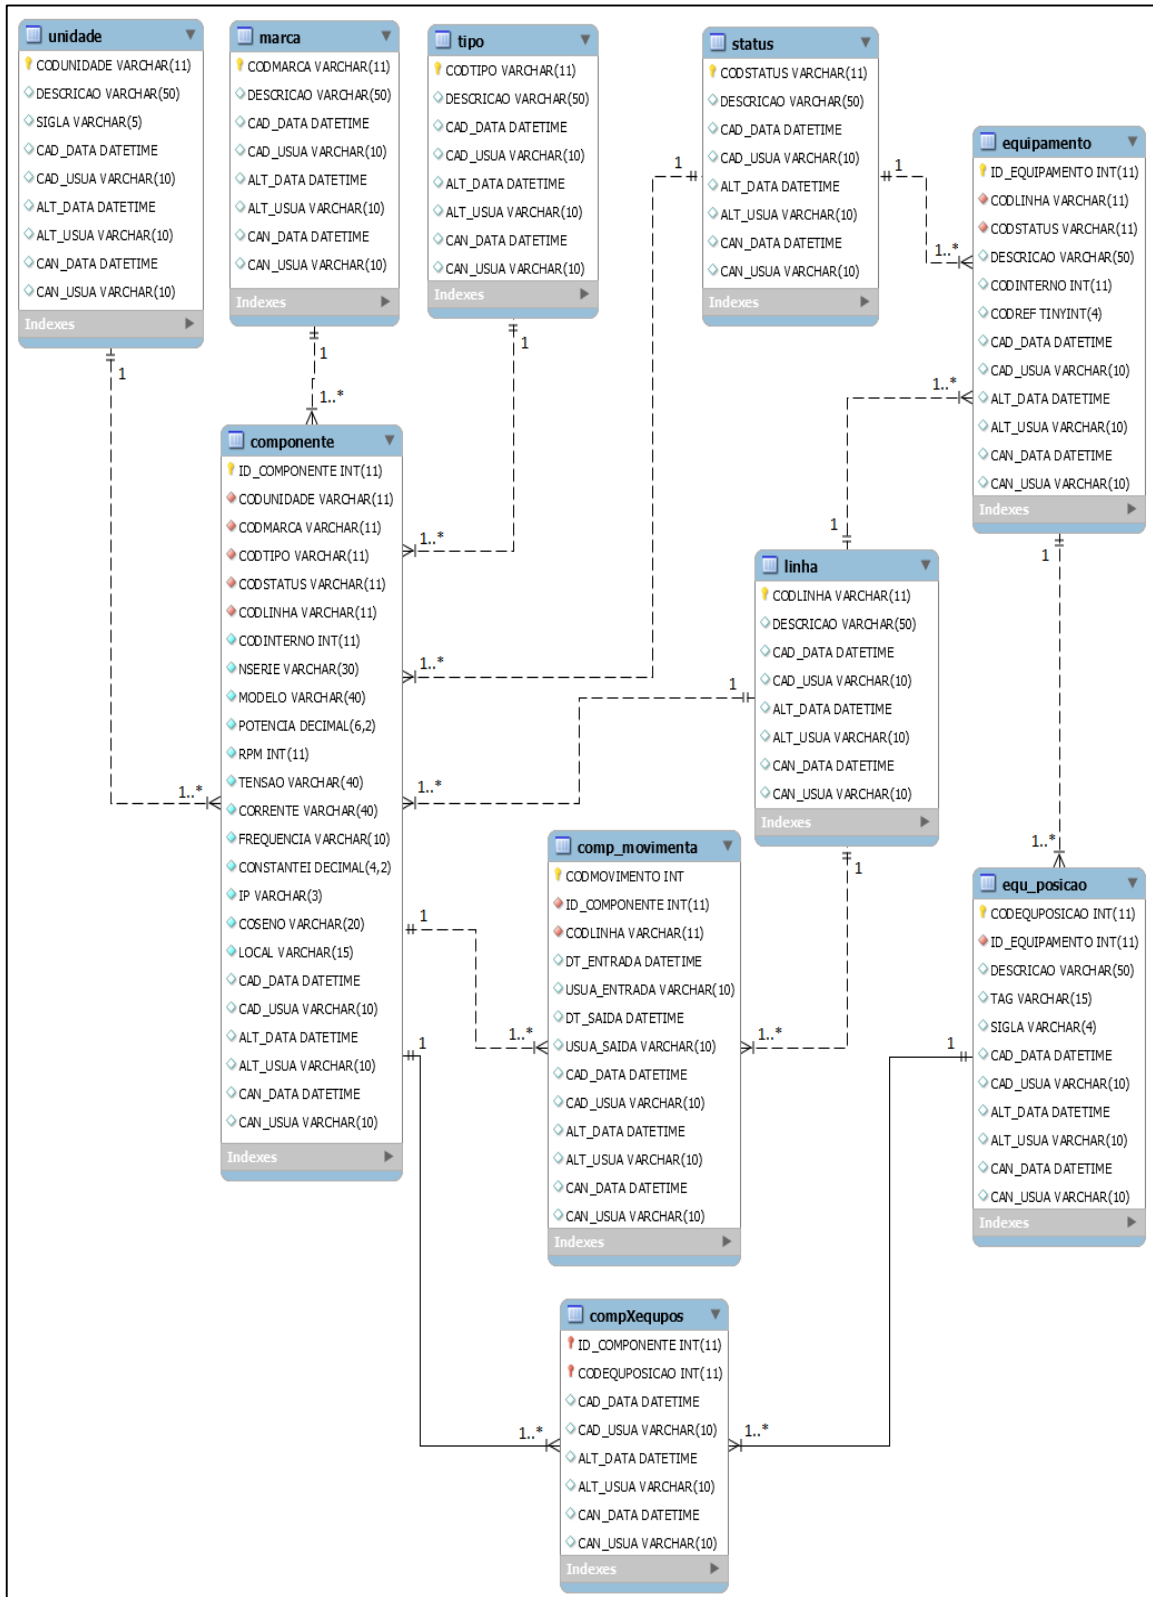 unidade
CODUNIDADE VARCHAR(11)
DESCRICAO VARCHAR(50)
SIGLA VARCHAR(5)
CAD_DATA DATETIME
CAD_USUA VARCHAR(10)
ALT_DATA DATETIME
ALT_USUA VARCHAR(10)
CAN_DATA DATETIME
CAN_USUA VARCHAR(10)
Indexes
marca
CODMARCA VARCHAR(11)
DESCRICAO VARCHAR(50)
CAD_DATA DATETIME
CAD_USUA VARCHAR(10)
ALT_DATA DATETIME
ALT_USUA VARCHAR(10)
CAN_DATA DATETIME
CAN_USUA VARCHAR(10)
Indexes
tipo
CODTIPO VARCHAR(11)
DESCRICAO VARCHAR(50)
CAD_DATA DATETIME
CAD_USUA VARCHAR(10)
ALT_DATA DATETIME
ALT_USUA VARCHAR(10)
CAN_DATA DATETIME
CAN_USUA VARCHAR(10)
Indexes
status
CODSTATUS VARCHAR(11)
DESCRICAO VARCHAR(50)
CAD_DATA DATETIME
CAD_USUA VARCHAR(10)
ALT_DATA DATETIME
ALT_USUA VARCHAR(10)
CAN_DATA DATETIME
CAN_USUA VARCHAR(10)
Indexes
equipamento
ID_EQUIPAMENTO INT(11)
CODLINHA VARCHAR(11)
CODSTATUS VARCHAR(11)
DESCRICAO VARCHAR(50)
CODINTERNO INT(11)
CODREF TINYINT(4)
CAD_DATA DATETIME
CAD_USUA VARCHAR(10)
ALT_DATA DATETIME
ALT_USUA VARCHAR(10)
CAN_DATA DATETIME
CAN_USUA VARCHAR(10)
Indexes
1
1
1..*
1
1..*
1
1
1..*
1
1..*
1..*
1
1..*
componente
ID_COMPONENTE INT(11)
CODUNIDADE VARCHAR(11)
CODMARCA VARCHAR(11)
CODTIPO VARCHAR(11)
CODSTATUS VARCHAR(11)
CODLINHA VARCHAR(11)
CODINTERNO INT(11)
NSERIE VARCHAR(30)
MODELO VARCHAR(40)
POTENCIA DECIMAL(6,2)
RPM INT(11)
TENSAO VARCHAR(40)
CORRENTE VARCHAR(40)
FREQUENCIA VARCHAR(10)
CONSTANTEI DECIMAL(4,2)
IP VARCHAR(3)
COSENO VARCHAR(20)
LOCAL VARCHAR(15)
CAD_DATA DATETIME
CAD_USUA VARCHAR(10)
ALT_DATA DATETIME
ALT_USUA VARCHAR(10)
CAN_DATA DATETIME
CAN_USUA VARCHAR(10)
Indexes
linha
CODLINHA VARCHAR(11)
DESCRICAO VARCHAR(50)
CAD_DATA DATETIME
CAD_USUA VARCHAR(10)
ALT_DATA DATETIME
ALT_USUA VARCHAR(10)
CAN_DATA DATETIME
CAN_USUA VARCHAR(10)
Indexes
1
1..*
1..*
1
1..*
1
1..*
1
1..*
comp_movimenta
CODMOVIMENTO INT
ID_COMPONENTE INT(11)
CODLINHA VARCHAR(11)
DT_ENTRADA DATETIME
USUA_ENTRADA VARCHAR(10)
DT_SAIDA DATETIME
USUA_SAIDA VARCHAR(10)
CAD_DATA DATETIME
CAD_USUA VARCHAR(10)
ALT_DATA DATETIME
ALT_USUA VARCHAR(10)
CAN_DATA DATETIME
CAN_USUA VARCHAR(10)
Indexes
equ_posicao
CODEQUPOSICAO INT(11)
ID_EQUIPAMENTO INT(11)
DESCRICAO VARCHAR(50)
TAG VARCHAR(15)
SIGLA VARCHAR(4)
CAD_DATA DATETIME
CAD_USUA VARCHAR(10)
ALT_DATA DATETIME
ALT_USUA VARCHAR(10)
CAN_DATA DATETIME
CAN_USUA VARCHAR(10)
Indexes
1
1
1..*
1..*
compXequpos
ID_COMPONENTE INT(11)
CODEQUPOSICAO INT(11)
CAD_DATA DATETIME
CAD_USUA VARCHAR(10)
ALT_DATA DATETIME
ALT_USUA VARCHAR(10)
CAN_DATA DATETIME
CAN_USUA VARCHAR(10)
Indexes